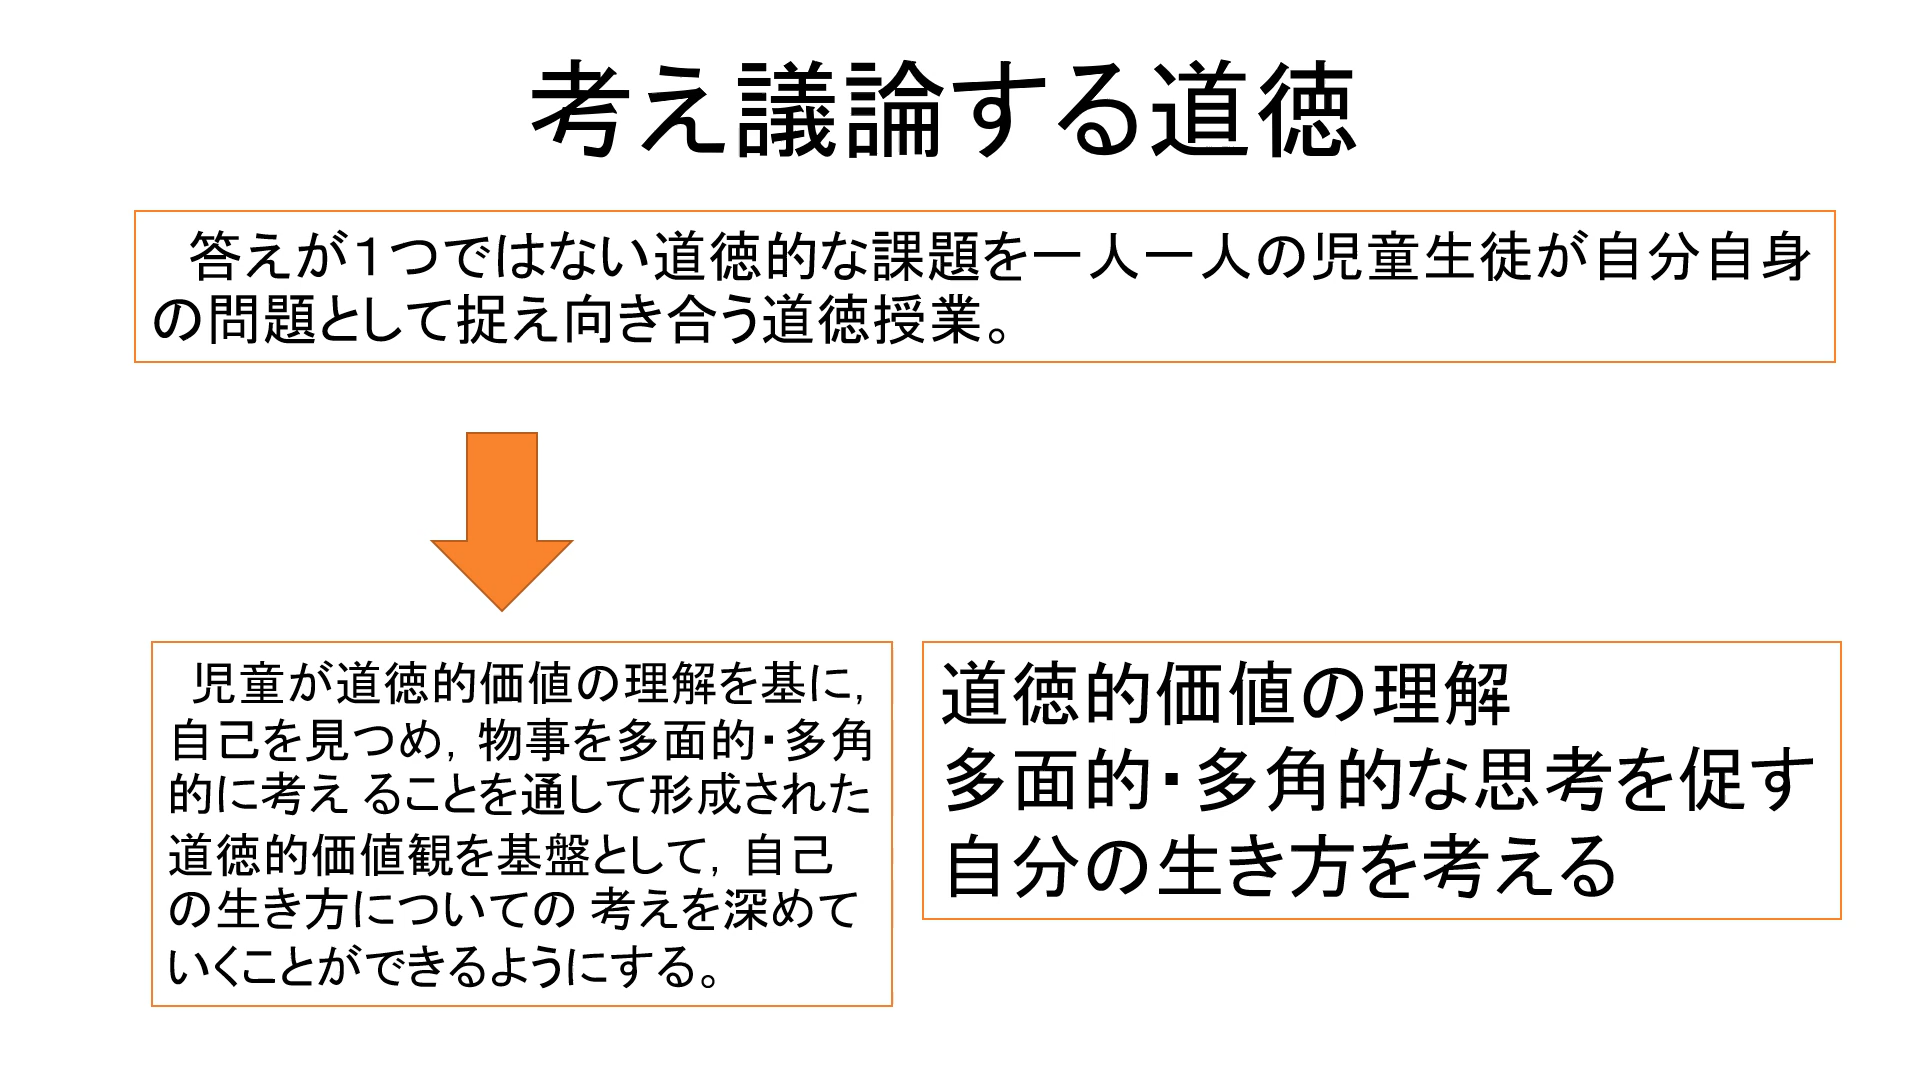 考え議論する道徳
　答えが１つではない道徳的な課題を一人一人の児童生徒が自分自身
の問題として捉え向き合う道徳授業。
　児童が道徳的価値の理解を基に，
自己を見つめ，物事を多面的・多角
的に考え ることを通して形成された
道徳的価値観を基盤として，自己
の生き方についての 考えを深めて
いくことができるようにする。
道徳的価値の理解
多面的・多角的な思考を促す
自分の生き方を考える